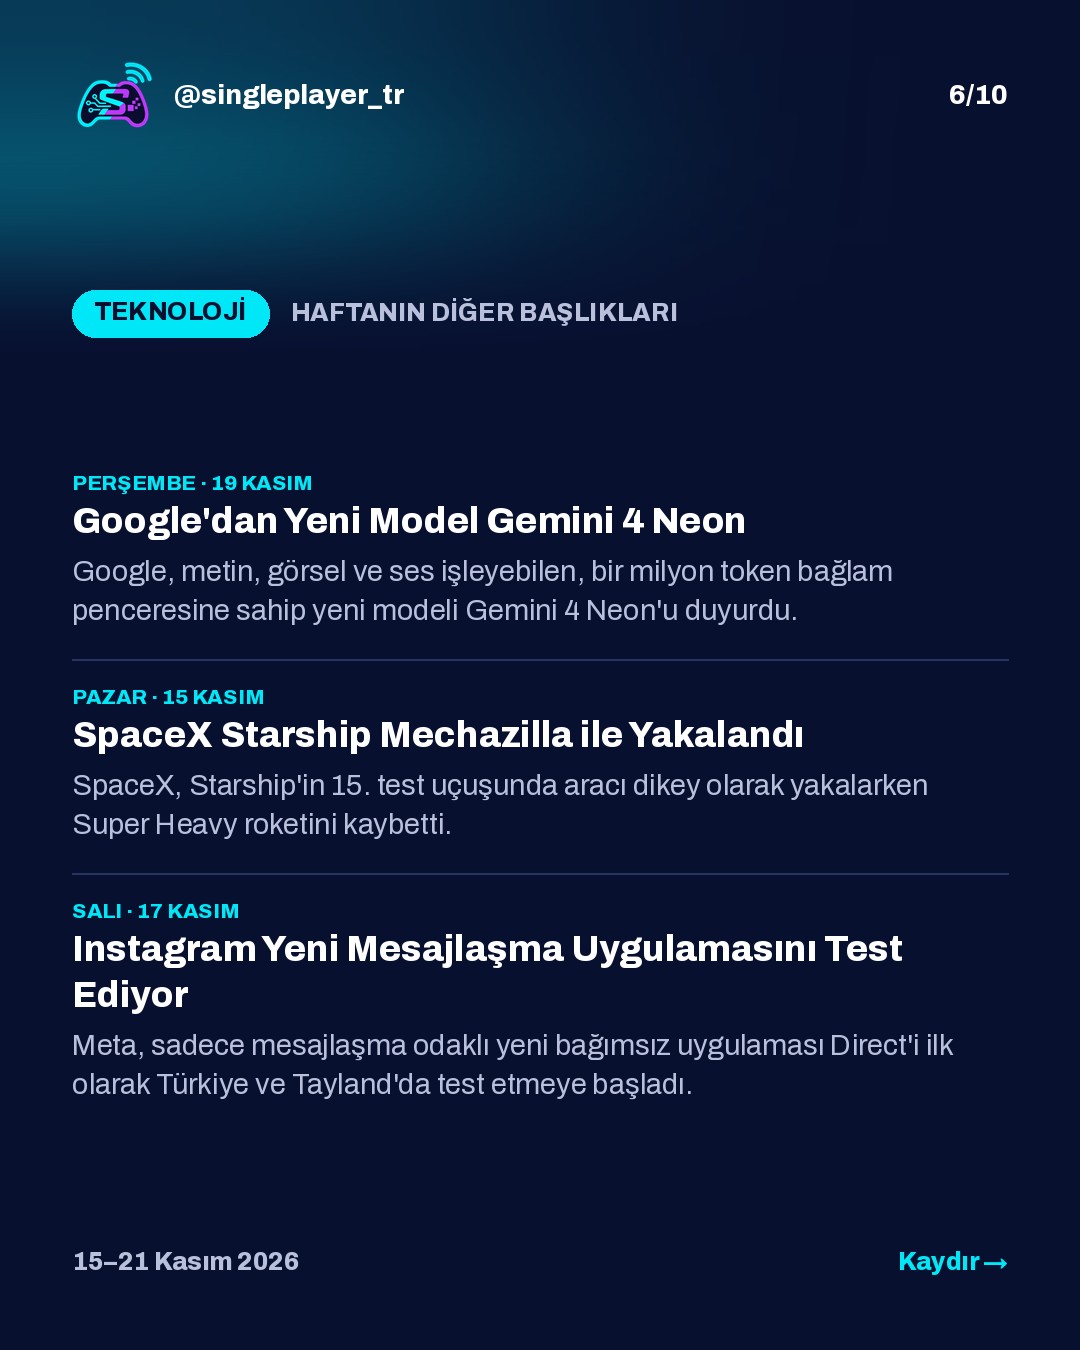 @singleplayer_tr
6/10
TEKNOLOJİ
HAFTANIN DİĞER BAŞLIKLARI
PERŞEMBE · 19 KASIM
Google'dan Yeni Model Gemini 4 Neon
Google, metin, görsel ve ses işleyebilen, bir milyon token bağlam
penceresine sahip yeni modeli Gemini 4 Neon'u duyurdu.
PAZAR · 15 KASIM
SpaceX Starship Mechazilla ile Yakalandı
SpaceX, Starship'in 15. test uçuşunda aracı dikey olarak yakalarken
Super Heavy roketini kaybetti.
SALI · 17 KASIM
Instagram Yeni Mesajlaşma Uygulamasını Test
Ediyor
Meta, sadece mesajlaşma odaklı yeni bağımsız uygulaması Direct'i ilk
olarak Türkiye ve Tayland'da test etmeye başladı.
15–21 Kasım 2026
Kaydır →